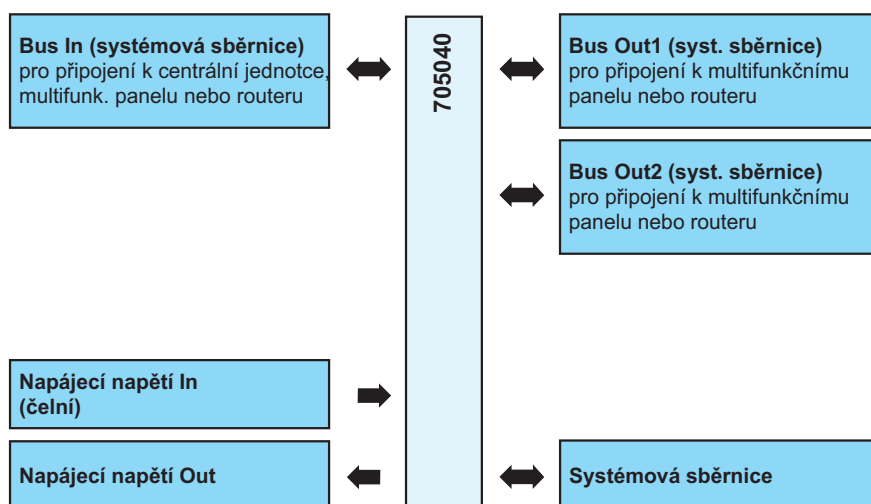 Bus In (systémová sběrnice)
pro připojení k centrální jednotce,
multifunk. panelu nebo routeru
705040
Bus Out1 (syst. sběrnice)
pro připojení k multifunkčnímu
panelu nebo routeru
Bus Out2 (syst. sběrnice)
pro připojení k multifunkčnímu
panelu nebo routeru
Napájecí napětí In
(čelní)
Napájecí napětí Out
Systémová sběrnice